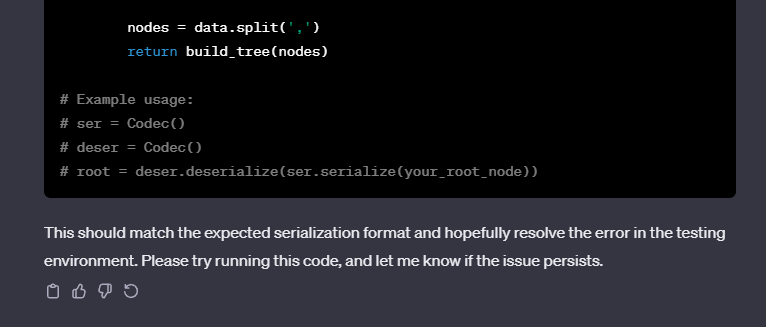 nodes = data.split(',')
return build_tree(nodes)
# Example usage:
# ser = Codec()
# deser = Codec()
# root = deser.deserialize(ser.serialize(your_root_node))
This should match the expected serialization format and hopefully resolve the error in the testing
environment. Please try running this code, and let me know if the issue persists.